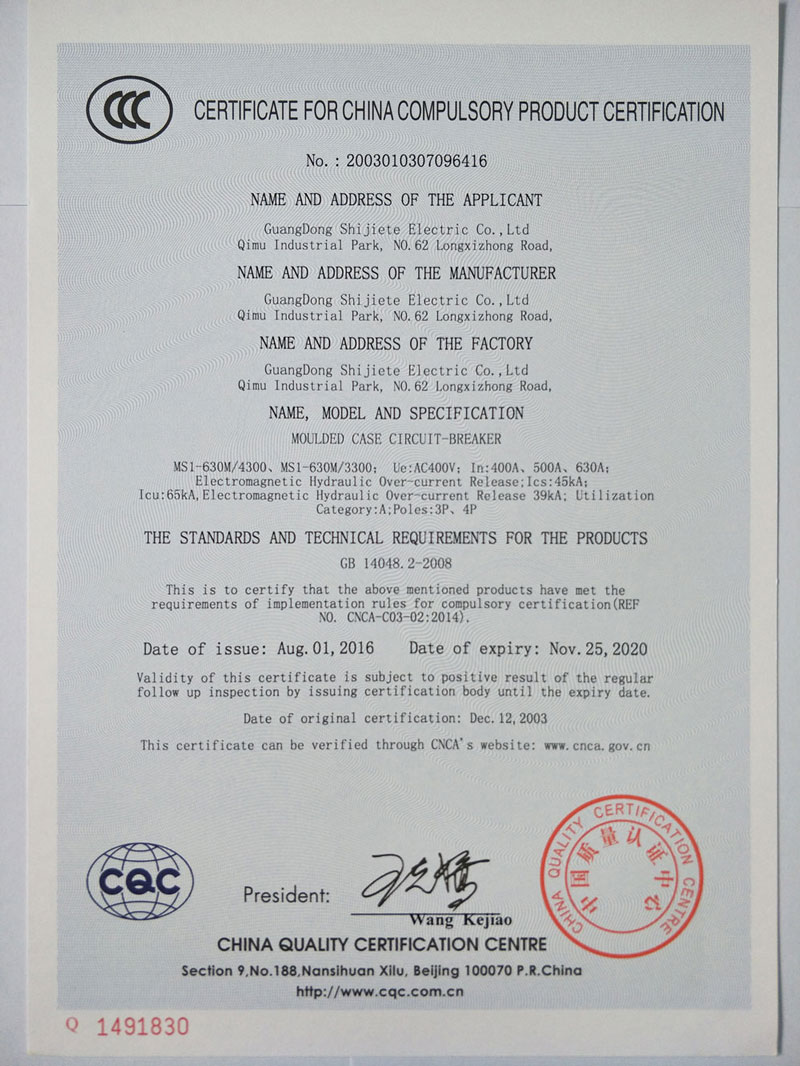 CCC
CERTIFICATE FOR CHINA COMPULSORY PRODUCT CERTIFICATION
No. : 2003010307096416
NAME AND ADDRESS OF THE APPLICANT
GuangDong Shijiete Electric Co.,Ltd
Qimu Industrial Park, NO.62 Longxizhong Road,
NAME AND ADDRESS OF THE MANUFACTURER
GuangDong Shijiete Electric Co.,Ltd
Qimu Industrial Park, NO.62 Longxizhong Road,
NAME AND ADDRESS OF THE FACTORY
GuangDong Shijiete Electric Co.,Ltd
Qimu Industrial Park, NO.62 Longxizhong Road,
NAME, MODEL AND SPECIFICATION
MOULDED CASE CIRCUIT-BREAKER
MS1-630M/4300、MS1-630M/3300; Ue:AC400V; In:400A、500A、630A;
Electromagnetic Hydraulic Over-current Release;Ics:45kA;
Icu:65kA,Electromagnetic Hydraulic Over-current Release 39kA; Utilization
Category:A;Poles:3P、4P
THE STANDARDS AND TECHNICAL REQUIREMENTS FOR THE PRODUCTS
GB 14048.2-2008
This is to certify that the above mentioned products have met the
requirements of implementation rules for compulsory certification(REF
NO. CNCA-C03-02:2014).
Date of issue: Aug.01,2016 Date of expiry: Nov.25,2020
Validity of this certificate is subject to positive result of the regular
follow up inspection by issuing certification body until the expiry date.
Date of original certification: Dec.12,2003
This certificate can be verified through CNCA's website: www.cnca.gov.cn
CQC
President:
王克娇
Wang Kejiao
CHINA QUALITY CERTIFICATION CENTRE
中国质量认证中心
CHINA QUALITY CERTIFICATION CENTRE
Section 9,No.188,Nansihuan Xilu, Beijing 100070 P.R.China
http://www.cqc.com.cn
Q 1491830